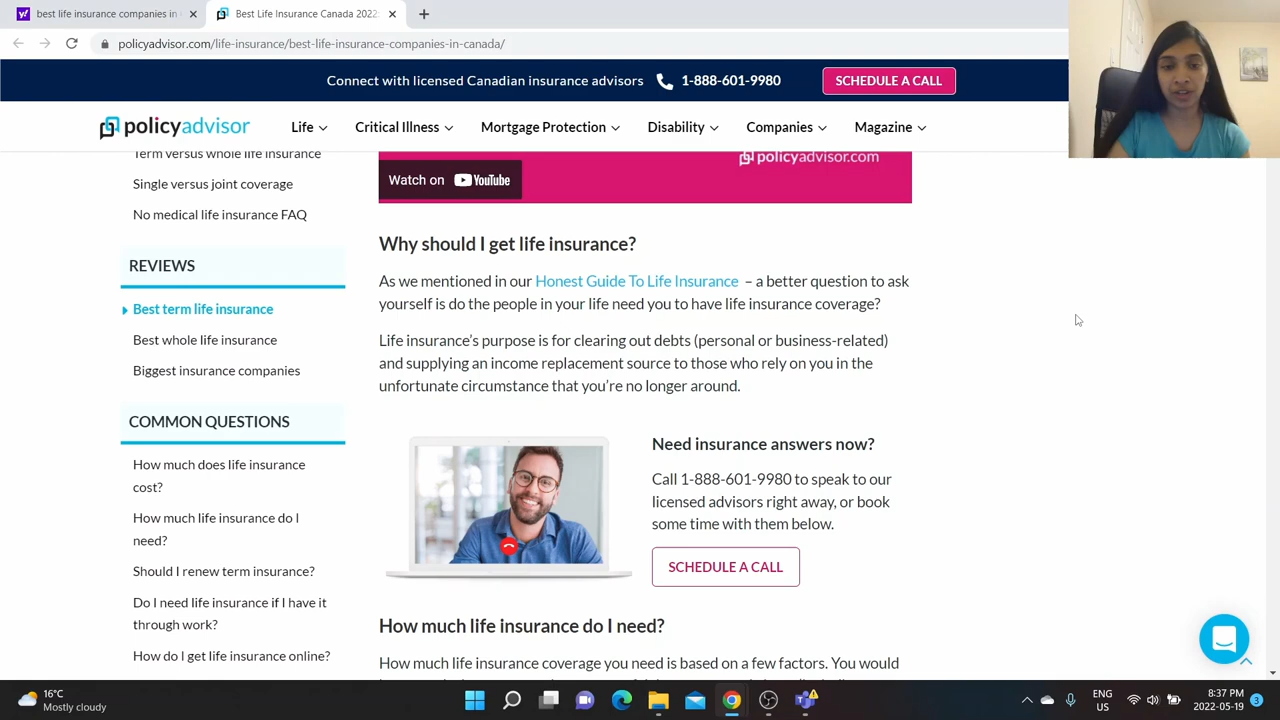 best life insurance companies in
Best Life Insurance Canada 2022:
policyadvisor.com/life-insurance/best-life-insurance-companies-in-canada/
Connect with licensed Canadian insurance advisors 1-888-601-9980 SCHEDULE A CALL
policyadvisor Life Critical Illness Mortgage Protection Disability Companies Magazine
Term versus whole life insurance
Single versus joint coverage
No medical life insurance FAQ
REVIEWS
Best term life insurance
Best whole life insurance
Biggest insurance companies
COMMON QUESTIONS
How much does life insurance
cost?
How much life insurance do I
need?
Should I renew term insurance?
Do I need life insurance if I have it
through work?
How do I get life insurance online?
policyadvisor.com
Watch on YouTube
Why should I get life insurance?
As we mentioned in our Honest Guide To Life Insurance – a better question to ask
yourself is do the people in your life need you to have life insurance coverage?
Life insurance's purpose is for clearing out debts (personal or business-related)
and supplying an income replacement source to those who rely on you in the
unfortunate circumstance that you're no longer around.
Need insurance answers now?
Call 1-888-601-9980 to speak to our
licensed advisors right away, or book
some time with them below.
SCHEDULE A CALL
How much life insurance do I need?
How much life insurance coverage you need is based on a few factors. You would
16°C
Mostly cloudy
ENG
US
8:37 PM
2022-05-19
3